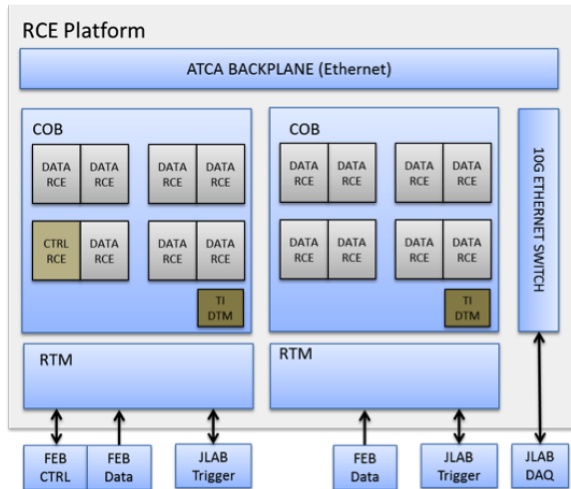 RCE Platform
ATCA BACKPLANE (Ethernet)
COB
DATA DATA DATA DATA
RCE RCE RCE RCE
CTRL DATA DATA DATA
RCE RCE RCE RCE
TI
DTM
COB
DATA DATA DATA DATA
RCE RCE RCE RCE
DATA DATA DATA DATA
RCE RCE RCE RCE
TI
DTM
10G ETHERNET SWITCH
RTM
RTM
FEB
CTRL
FEB
Data
JLAB
Trigger
FEB
Data
JLAB
Trigger
JLAB
DAQ